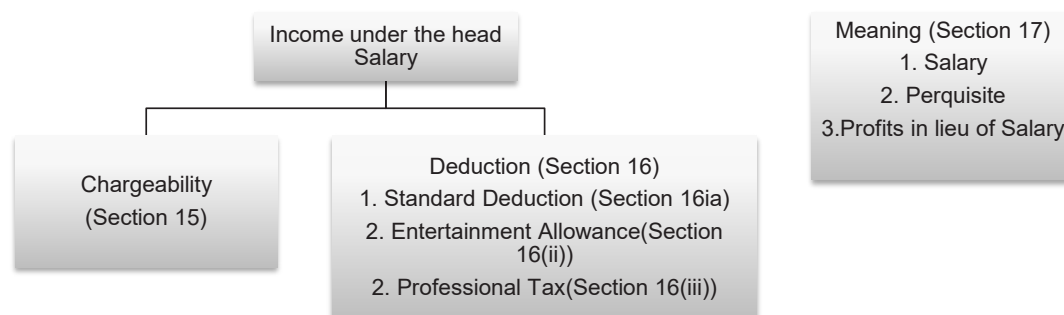 Income under the head
Salary
Meaning (Section 17)
1. Salary
2. Perquisite
3.Profits in lieu of Salary
Chargeability
(Section 15)
Deduction (Section 16)
1. Standard Deduction (Section 16ia)
2. Entertainment Allowance(Section
16(ii))
2. Professional Tax(Section 16(iii))